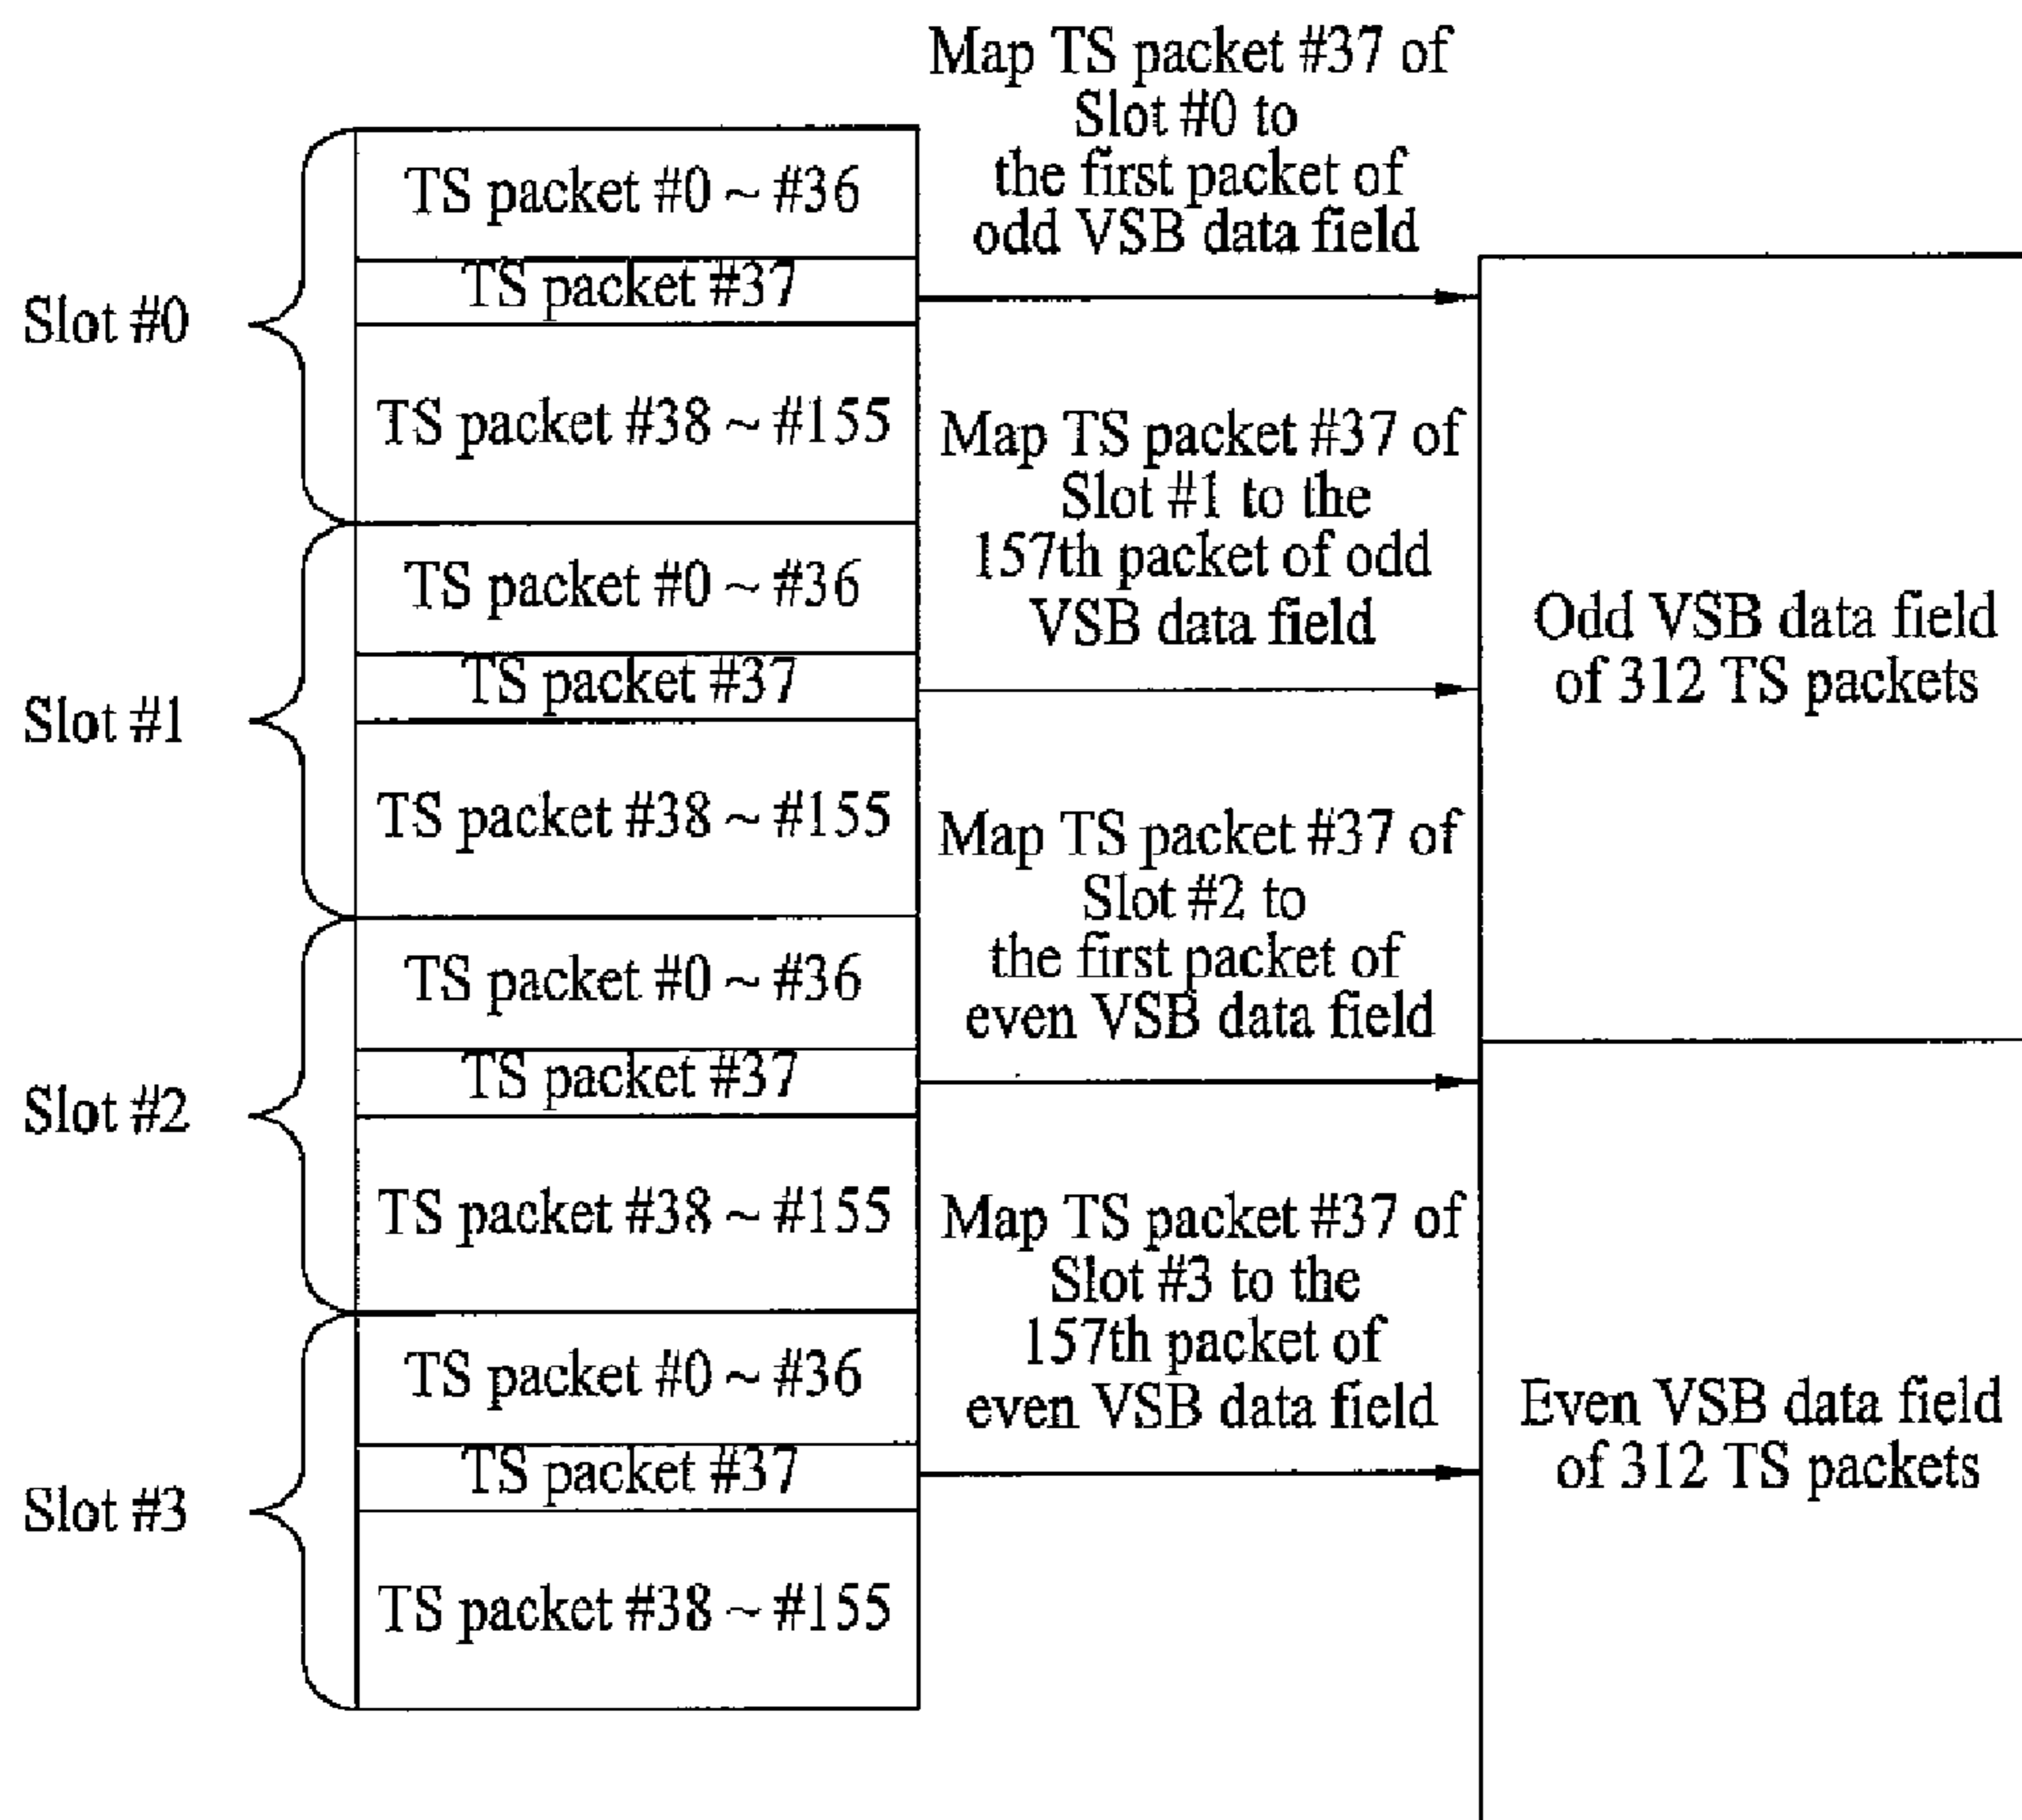 Map TS packet #37 of
Slot #0 to
the first packet of
odd VSB data field
Slot #0
TS packet #0 ~ #36
TS packet #37
TS packet #38 ~ #155
Map TS packet #37 of
Slot #1 to the
157th packet of odd
VSB data field
Slot #1
TS packet #0 ~ #36
TS packet #37
TS packet #38 ~ #155
Odd VSB data field
of 312 TS packets
Map TS packet #37 of
Slot #2 to
the first packet of
even VSB data field
Slot #2
TS packet #0 ~ #36
TS packet #37
TS packet #38 ~ #155
Map TS packet #37 of
Slot #3 to the
157th packet of
even VSB data field
Slot #3
TS packet #0 ~ #36
TS packet #37
TS packet #38 ~ #155
Even VSB data field
of 312 TS packets